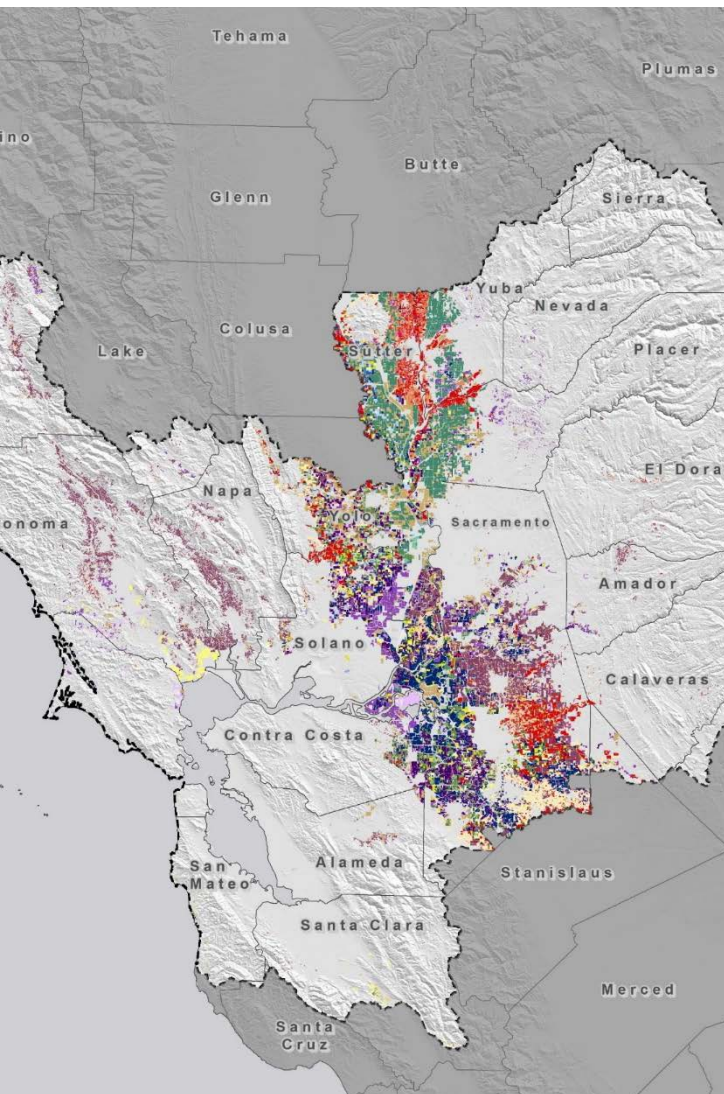 Tehama
Plumas
ino
Butte
Glenn
Sierra
Yuba
Nevada
Colusa
Lake
Sutter
Placer
El Dora
Napa
Yolo
Sacramento
onoma
Amador
Solano
Calaveras
Contra Costa
Alameda
San
Mateo
Stanislaus
Santa Clara
Merced
Santa
Cruz